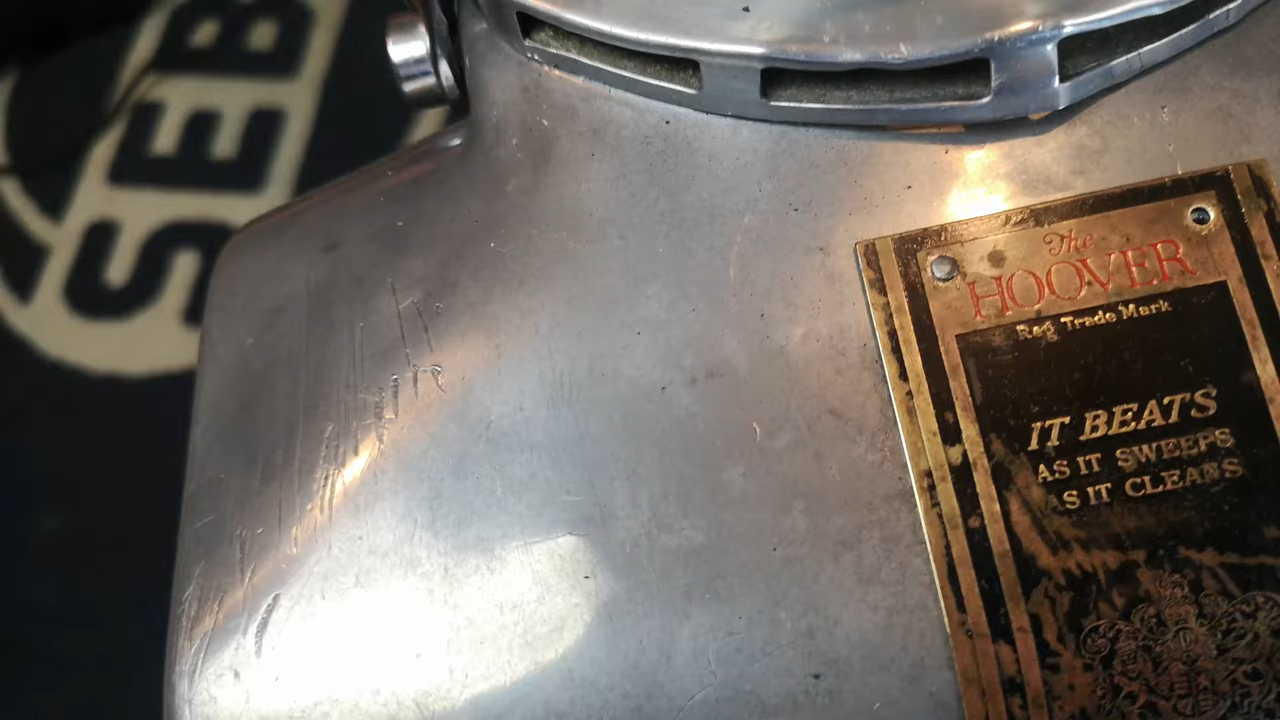 SEB
The
HOOVER
Reg Trade Mark
IT BEATS
AS IT SWEEPS
AS IT CLEANS